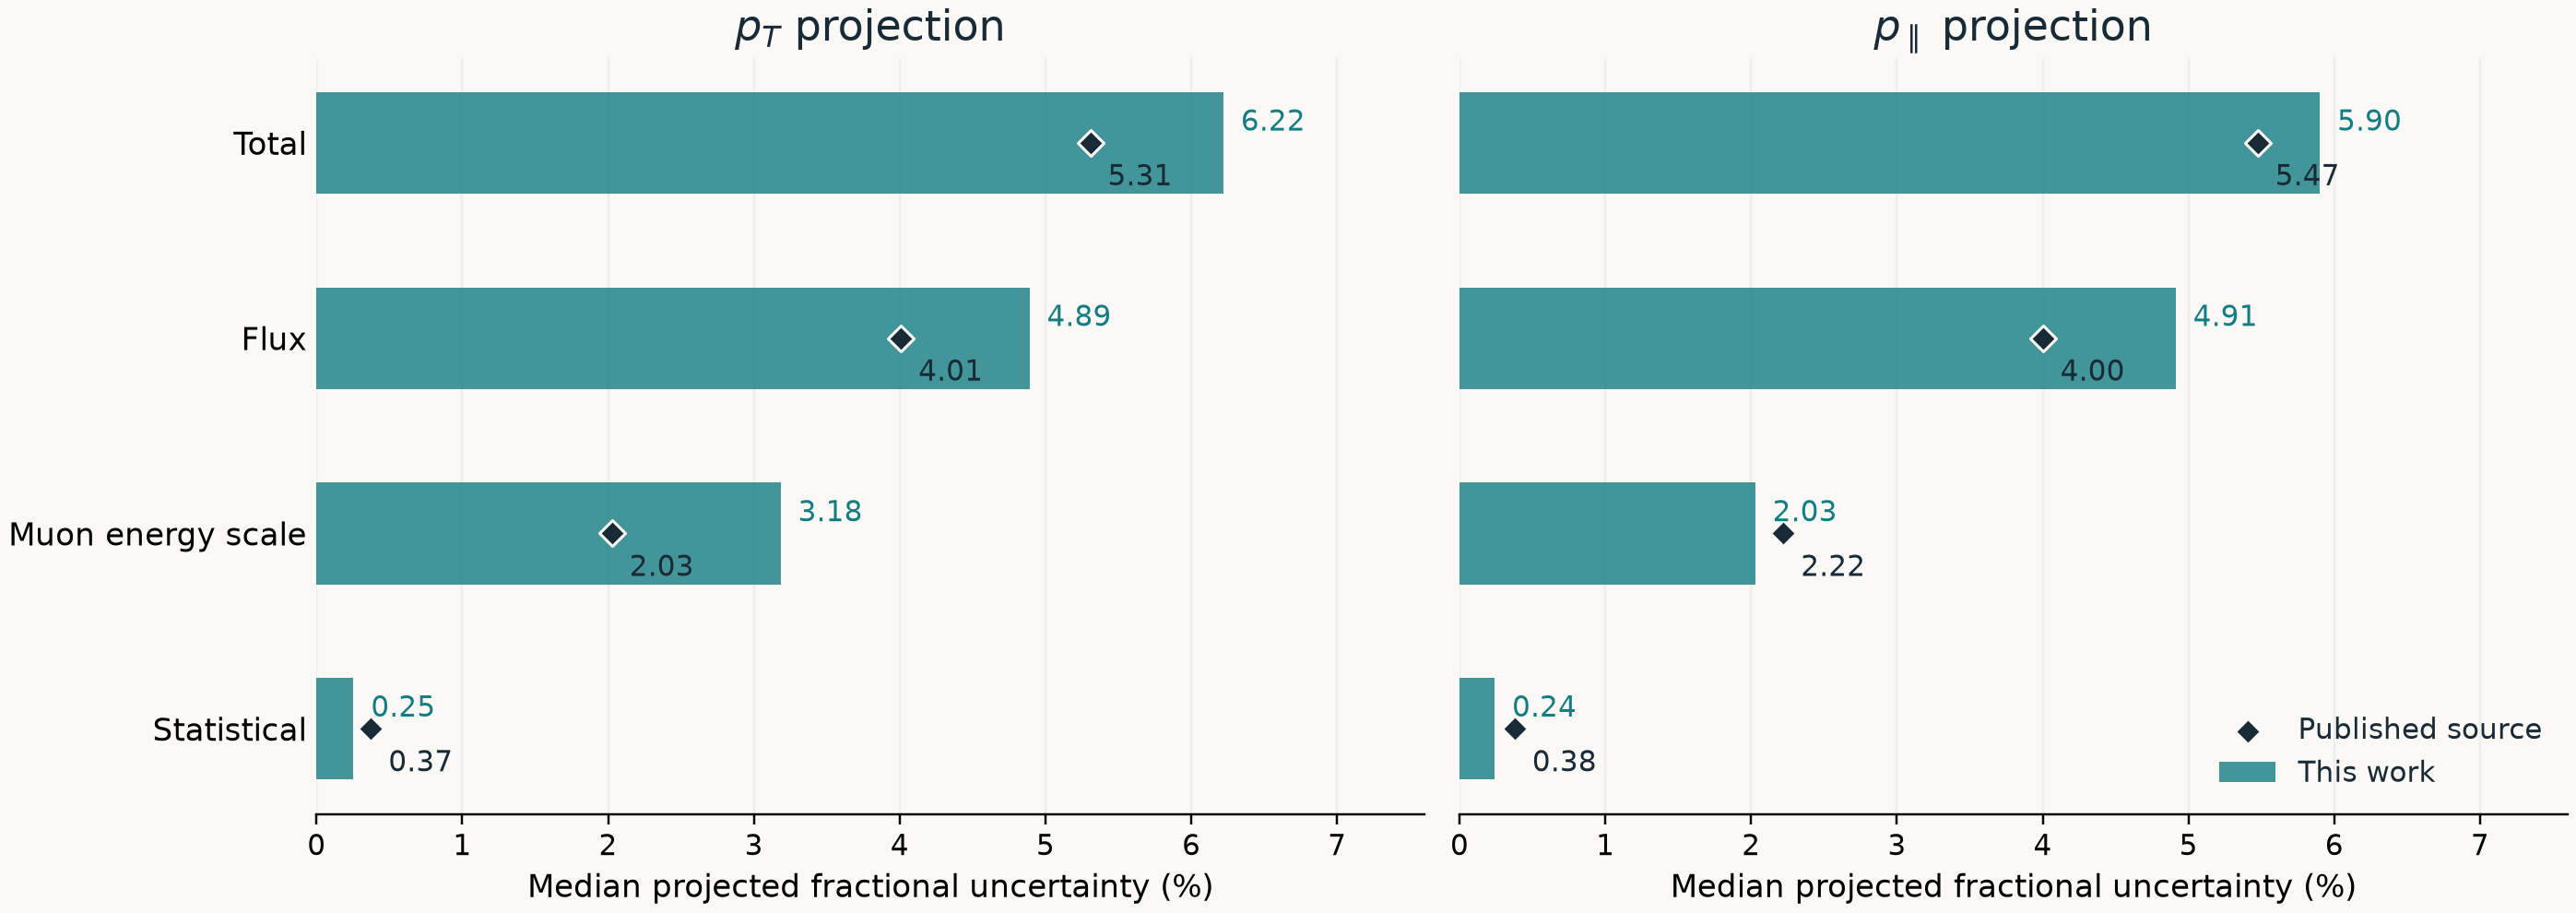 p_T projection
Total
6.22
5.31
Flux
4.89
4.01
Muon energy scale
3.18
2.03
Statistical
0.25
0.37
0 1 2 3 4 5 6 7
Median projected fractional uncertainty (%)
p_∥ projection
5.90
5.47
4.91
4.00
2.03
2.22
0.24
0.38
Published source
This work
0 1 2 3 4 5 6 7
Median projected fractional uncertainty (%)